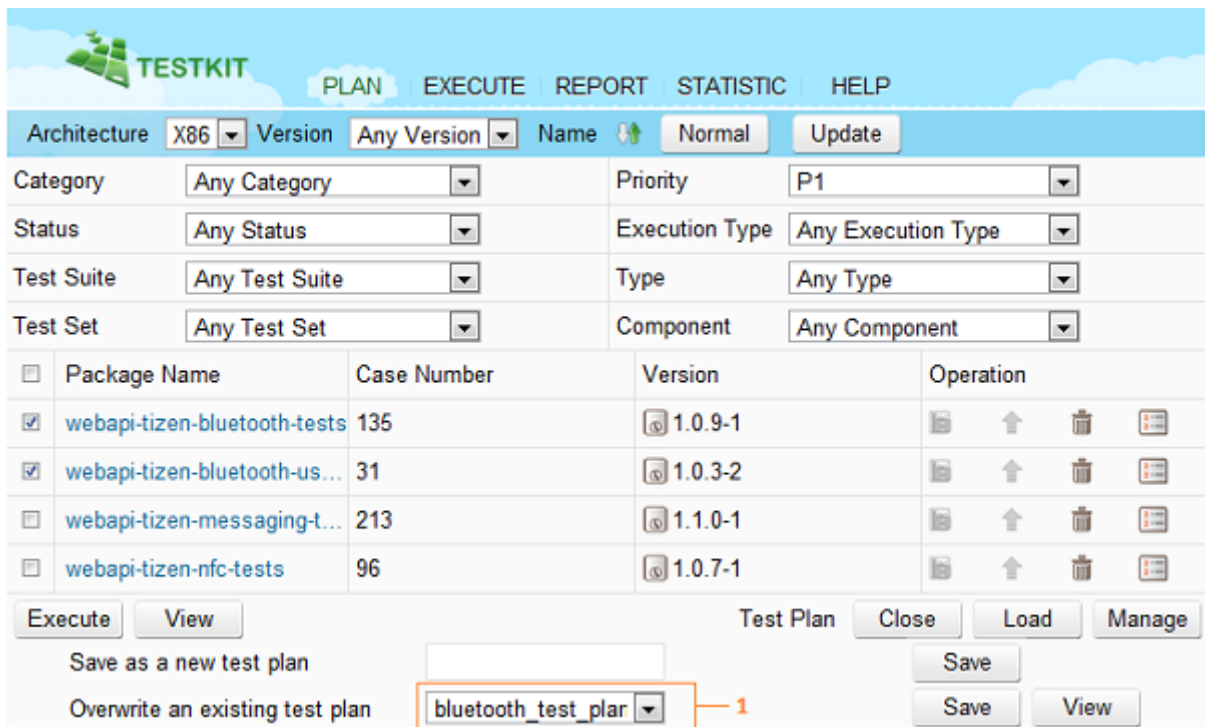 TESTKIT
PLAN EXECUTE REPORT STATISTIC HELP
Architecture X86 Version Any Version Name Normal Update
Category Any Category Priority P1
Status Any Status Execution Type Any Execution Type
Test Suite Any Test Suite Type Any Type
Test Set Any Test Set Component Any Component
Package Name Case Number Version Operation
webapi-tizen-bluetooth-tests 135 1.0.9-1
webapi-tizen-bluetooth-us... 31 1.0.3-2
webapi-tizen-messaging-t... 213 1.1.0-1
webapi-tizen-nfc-tests 96 1.0.7-1
Execute View Test Plan Close Load Manage
Save as a new test plan Save
Overwrite an existing test plan bluetooth_test_plar 1 Save View